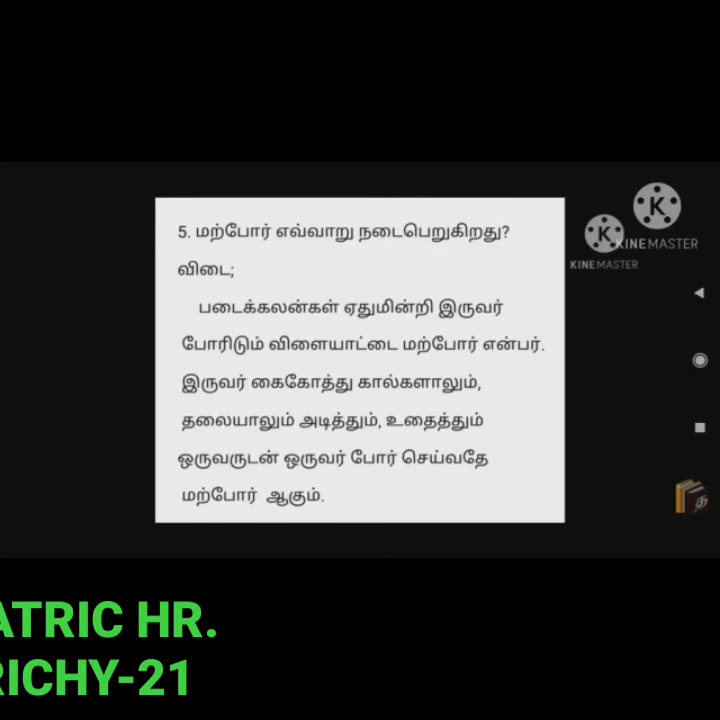 5. மற்போர் எவ்வாறு நடைபெறுகிறது?
விடை;
படைக்கலன்கள் ஏதுமின்றி இருவர்
போரிடும் விளையாட்டை மற்போர் என்பர்.
இருவர் கைகோத்து கால்களாலும்,
தலையாலும் அடித்தும், உதைத்தும்
ஒருவருடன் ஒருவர் போர் செய்வதே
மற்போர் ஆகும்.
K
KINEMASTER
K
KINEMASTER
த
ATRIC HR.
RICHY-21